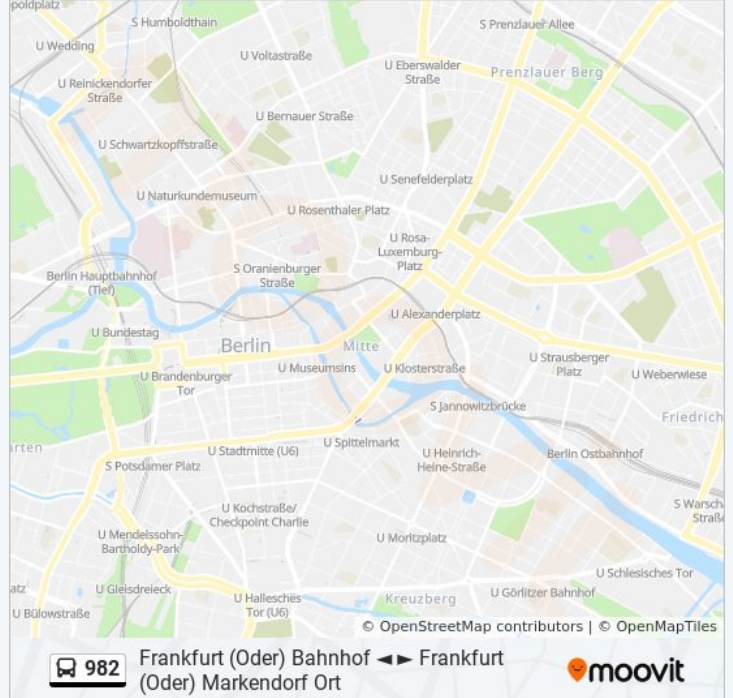 poldplatz
S Humboldthain
S Prenzlauer Allee
U Wedding
U Voltastraße
U Eberswalder
Straße
Prenzlauer Berg
U Reinickendorfer
Straße
U Bernauer Straße
U Schwartzkopffstraße
U Senefelderplatz
U Naturkundemuseum
U Rosenthaler Platz
U Rosa-
Luxemburg-
Platz
Berlin Hauptbahnhof
(Tief)
S Oranienburger
Straße
U Alexanderplatz
U Bundestag
Berlin
Mitte
U Strausberger
Platz
U Museumsins
U Klosterstraße
U Weberwiese
U Brandenburger
Tor
S Jannowitzbrücke
Friedrich
rten
U Stadtmitte (U6)
U Spittelmarkt
U Heinrich-
Heine-Straße
Berlin Ostbahnhof
S Potsdamer Platz
S Warsch
Straße
U Kochstraße/
Checkpoint Charlie
U Mendelssohn-
Bartholdy-Park
U Moritzplatz
U Schlesisches Tor
atz
U Gleisdreieck
U Hallesches
Tor (U6)
Kreuzberg
U Görlitzer Bahnhof
U Bülowstraße
© OpenStreetMap contributors | © OpenMapTiles
982
Frankfurt (Oder) Bahnhof ◄ ► Frankfurt
(Oder) Markendorf Ort
moovit